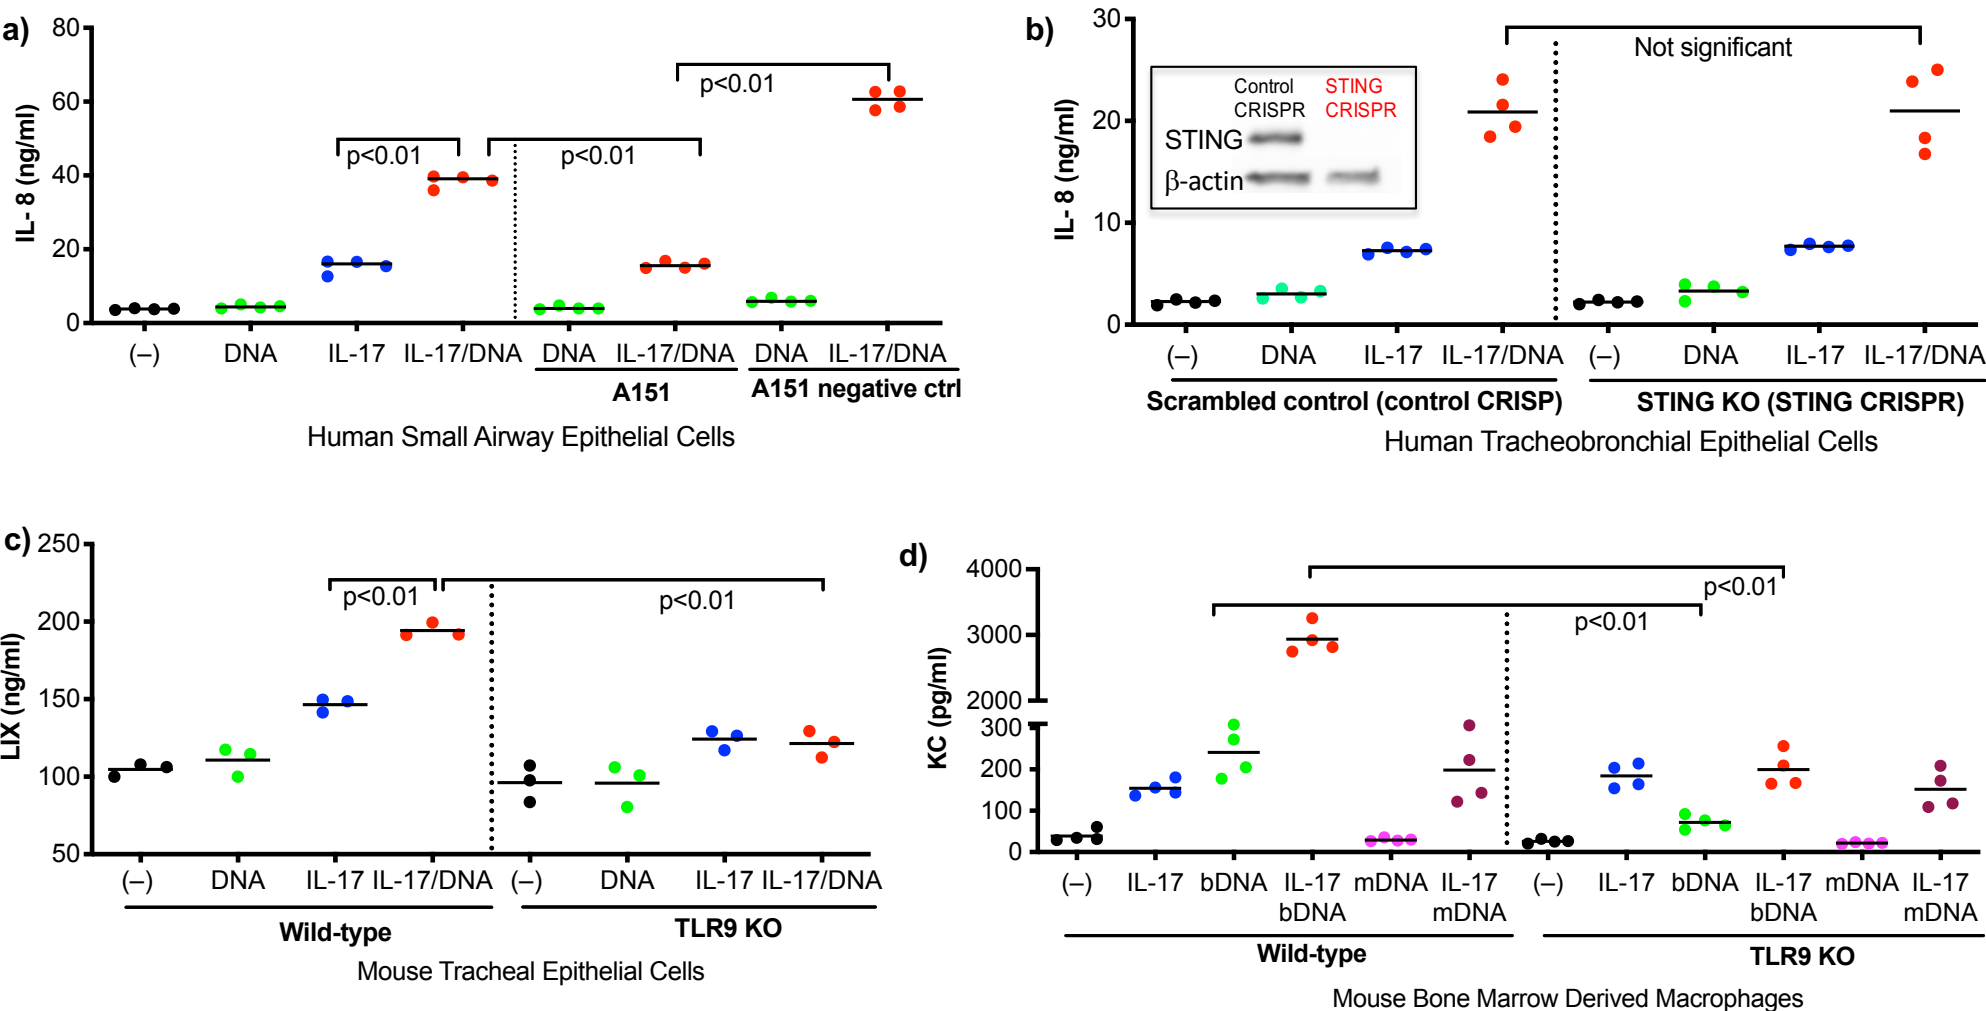 a)
80
60
40
20
0
IL- 8 (ng/ml)
p<0.01
p<0.01
p<0.01
(–) DNA IL-17 IL-17/DNA DNA IL-17/DNA DNA IL-17/DNA
A151 A151 negative ctrl
Human Small Airway Epithelial Cells
b)
30
20
10
0
IL- 8 (ng/ml)
Not significant
Control STING
CRISPR CRISPR
STING
β-actin
(–) DNA IL-17 IL-17/DNA (–) DNA IL-17 IL-17/DNA
Scrambled control (control CRISP) STING KO (STING CRISPR)
Human Tracheobronchial Epithelial Cells
c)
250
200
150
100
50
LIX (ng/ml)
p<0.01
p<0.01
(–) DNA IL-17 IL-17/DNA (–) DNA IL-17 IL-17/DNA
Wild-type TLR9 KO
Mouse Tracheal Epithelial Cells
d)
4000
3000
2000
300
200
100
0
KC (pg/ml)
p<0.01
p<0.01
(–) IL-17 bDNA IL-17 mDNA IL-17 (–) IL-17 bDNA IL-17 mDNA IL-17
bDNA mDNA bDNA mDNA
Wild-type TLR9 KO
Mouse Bone Marrow Derived Macrophages